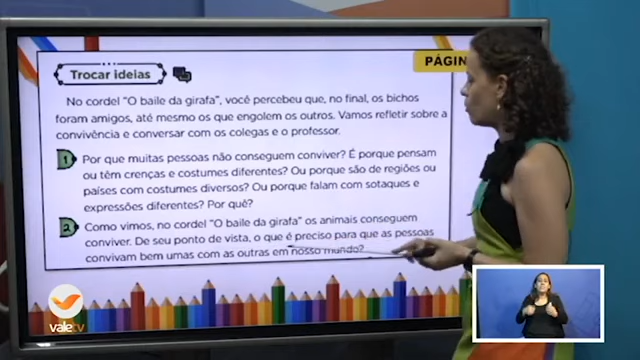 PÁGIN
Trocar ideias
No cordel "O baile da girafa", você percebeu que, no final, os bichos
foram amigos, até mesmo os que engolem os outros. Vamos refletir sobre a
convivência e conversar com os colegas e o professor.
1 Por que muitas pessoas não conseguem conviver? É porque pensam
ou têm crenças e costumes diferentes? Ou porque são de regiões ou
países com costumes diversos? Ou porque falam com sotaques e
expressões diferentes? Por quê?
2 Como vimos, no cordel "O baile da girafa" os animais conseguem
conviver. De seu ponto de vista, o que é preciso para que as pessoas
convivam bem umas com as outras em nosso mundo?
vale tv